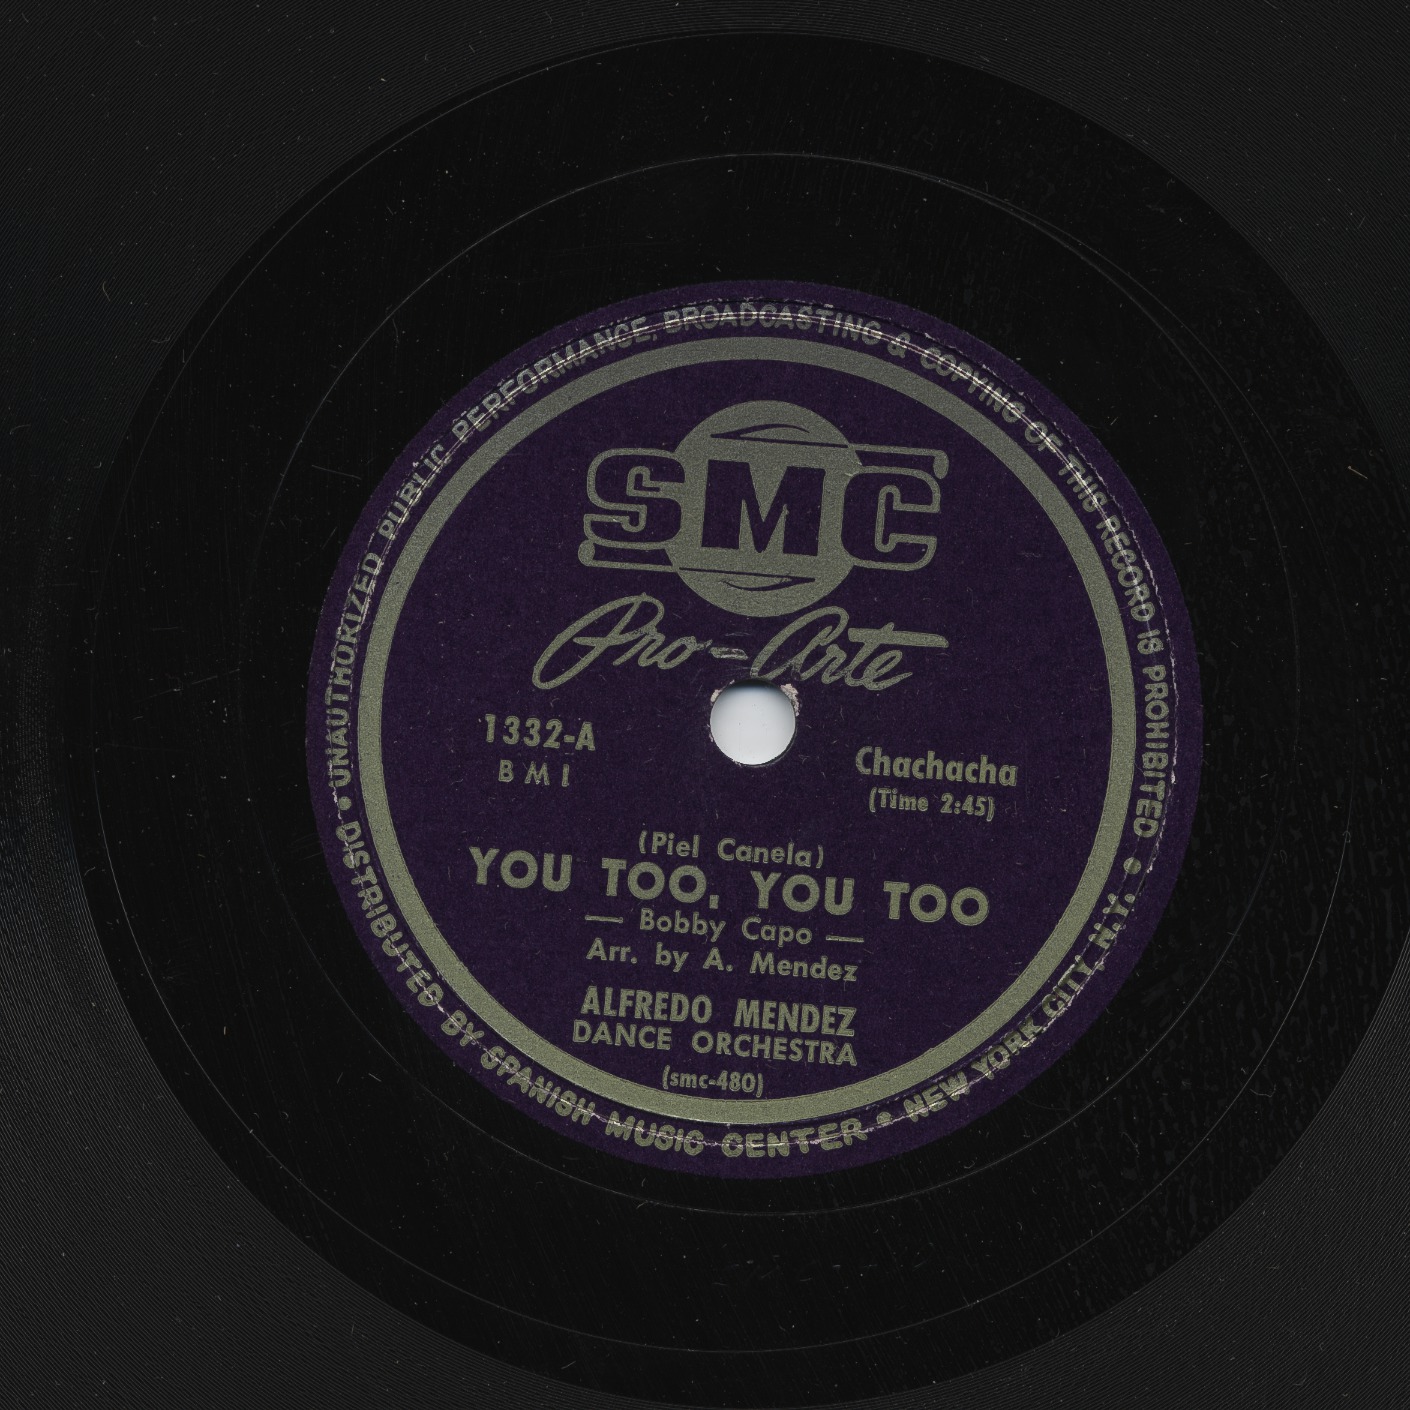 UNAUTHORIZED PUBLIC PERFORMANCE, BROADCASTING & COPYING OF THIS RECORD IS PROHIBITED •
SMC
Pro-Arte
1332-A
BMI
Chachacha
(Time 2:45)
(Piel Canela)
YOU TOO, YOU TOO
— Bobby Capo —
Arr. by A. Mendez
ALFREDO MENDEZ
DANCE ORCHESTRA
(smc-480)
• DISTRIBUTED BY SPANISH MUSIC CENTER • NEW YORK CITY, N.Y.